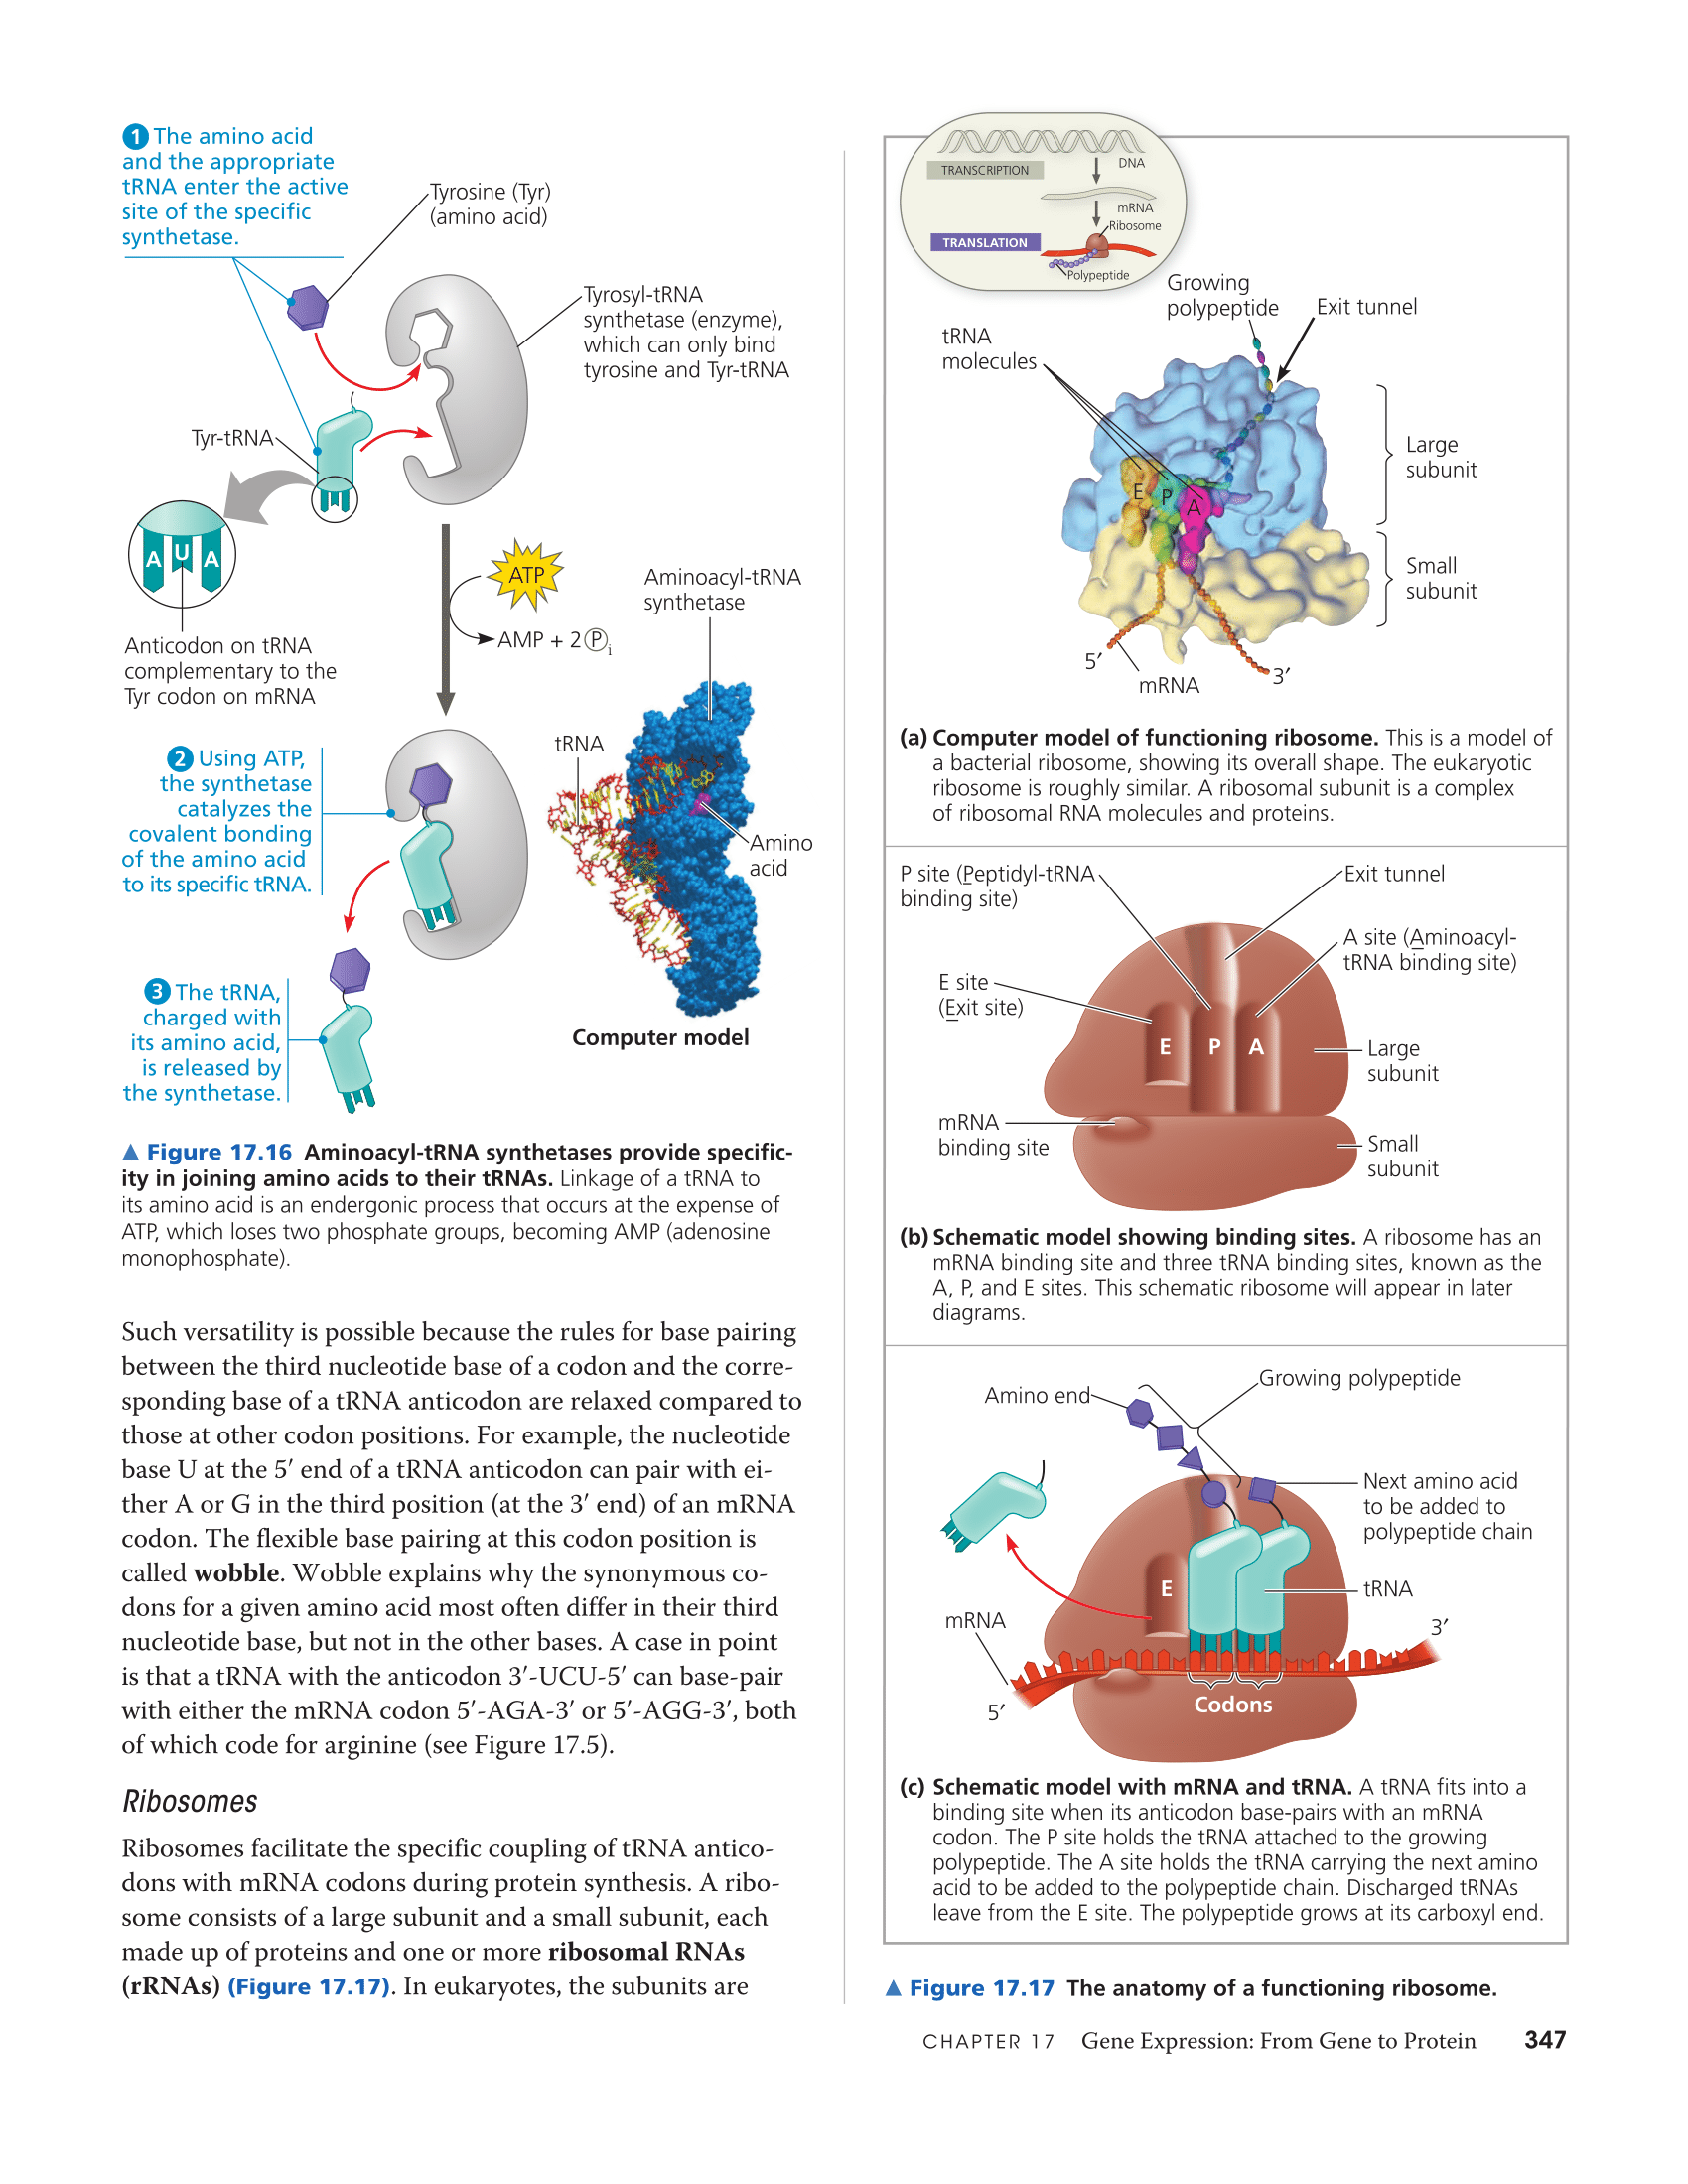 1 The amino acid
and the appropriate
tRNA enter the active
site of the specific
synthetase.
Tyrosine (Tyr)
(amino acid)
Tyrosyl-tRNA
synthetase (enzyme),
which can only bind
tyrosine and Tyr-tRNA
Tyr-tRNA
A U A
Anticodon on tRNA
complementary to the
Tyr codon on mRNA
ATP
AMP + 2 Pi
Aminoacyl-tRNA
synthetase
tRNA
Amino
acid
Computer model
2 Using ATP,
the synthetase
catalyzes the
covalent bonding
of the amino acid
to its specific tRNA.
3 The tRNA,
charged with
its amino acid,
is released by
the synthetase.
▲ Figure 17.16 Aminoacyl-tRNA synthetases provide specific-
ity in joining amino acids to their tRNAs. Linkage of a tRNA to
its amino acid is an endergonic process that occurs at the expense of
ATP, which loses two phosphate groups, becoming AMP (adenosine
monophosphate).
Such versatility is possible because the rules for base pairing
between the third nucleotide base of a codon and the corre-
sponding base of a tRNA anticodon are relaxed compared to
those at other codon positions. For example, the nucleotide
base U at the 5′ end of a tRNA anticodon can pair with ei-
ther A or G in the third position (at the 3′ end) of an mRNA
codon. The flexible base pairing at this codon position is
called wobble. Wobble explains why the synonymous co-
dons for a given amino acid most often differ in their third
nucleotide base, but not in the other bases. A case in point
is that a tRNA with the anticodon 3′-UCU-5′ can base-pair
with either the mRNA codon 5′-AGA-3′ or 5′-AGG-3′, both
of which code for arginine (see Figure 17.5).
Ribosomes
Ribosomes facilitate the specific coupling of tRNA antico-
dons with mRNA codons during protein synthesis. A ribo-
some consists of a large subunit and a small subunit, each
made up of proteins and one or more ribosomal RNAs
(rRNAs) (Figure 17.17). In eukaryotes, the subunits are
TRANSCRIPTION
DNA
mRNA
Ribosome
TRANSLATION
Polypeptide
Growing
polypeptide
Exit tunnel
tRNA
molecules
E P A
Large
subunit
Small
subunit
5′
mRNA
3′
(a) Computer model of functioning ribosome. This is a model of
a bacterial ribosome, showing its overall shape. The eukaryotic
ribosome is roughly similar. A ribosomal subunit is a complex
of ribosomal RNA molecules and proteins.
P site (Peptidyl-tRNA
binding site)
Exit tunnel
A site (Aminoacyl-
tRNA binding site)
E site
(Exit site)
E P A
Large
subunit
mRNA
binding site
Small
subunit
(b) Schematic model showing binding sites. A ribosome has an
mRNA binding site and three tRNA binding sites, known as the
A, P, and E sites. This schematic ribosome will appear in later
diagrams.
Amino end
Growing polypeptide
Next amino acid
to be added to
polypeptide chain
E
tRNA
mRNA
3′
5′
Codons
(c) Schematic model with mRNA and tRNA. A tRNA fits into a
binding site when its anticodon base-pairs with an mRNA
codon. The P site holds the tRNA attached to the growing
polypeptide. The A site holds the tRNA carrying the next amino
acid to be added to the polypeptide chain. Discharged tRNAs
leave from the E site. The polypeptide grows at its carboxyl end.
▲ Figure 17.17 The anatomy of a functioning ribosome.
CHAPTER 17 Gene Expression: From Gene to Protein 347